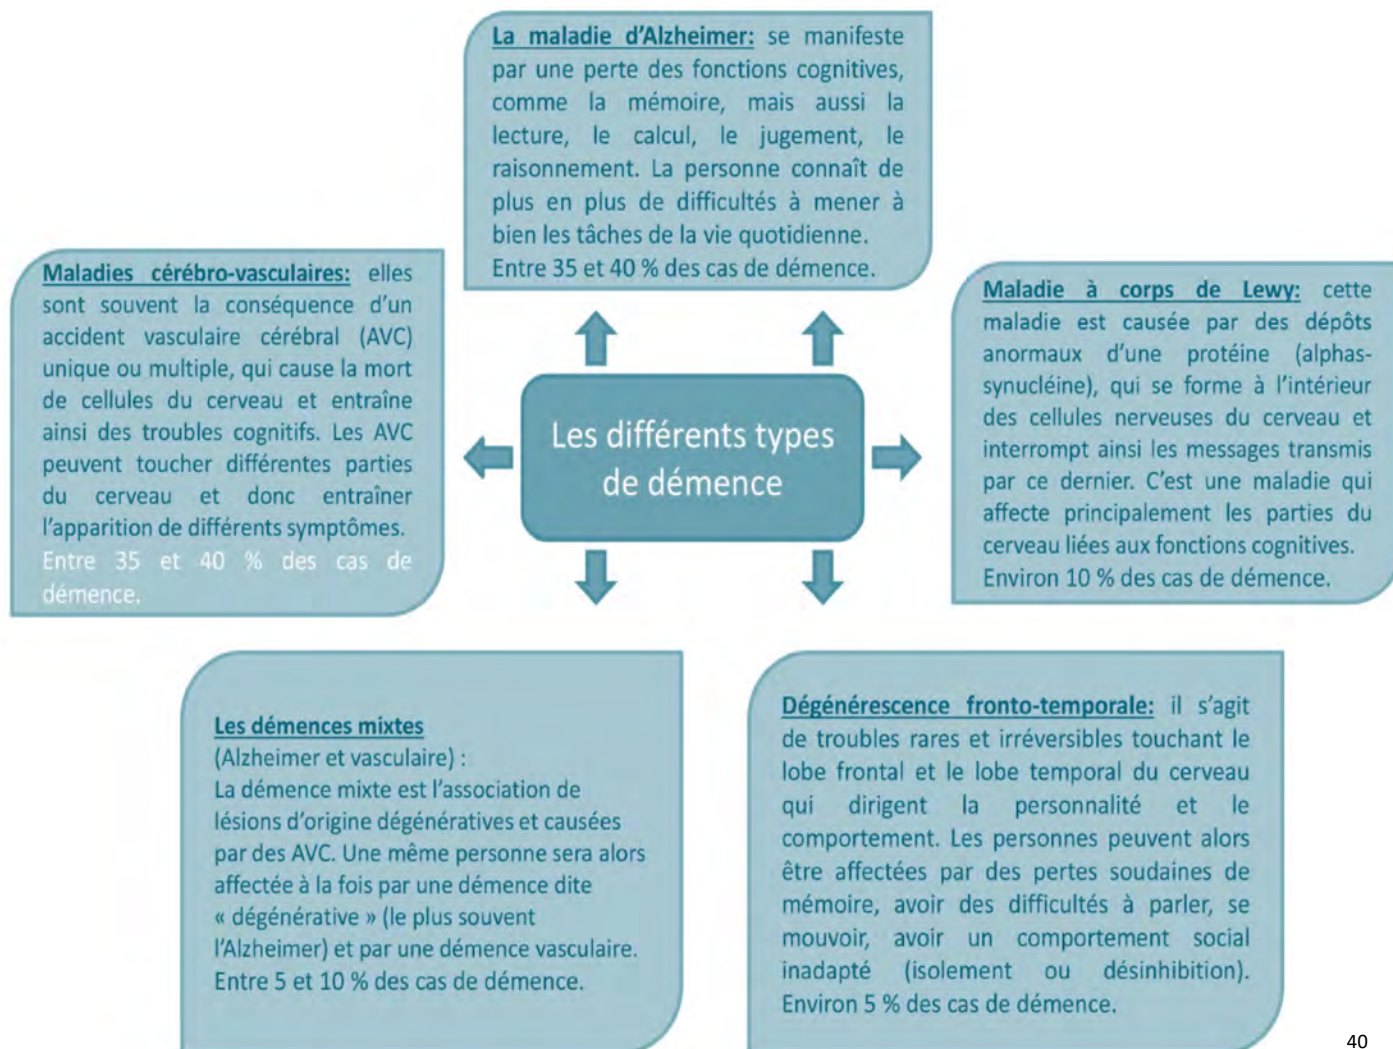 La maladie d'Alzheimer: se manifeste
par une perte des fonctions cognitives,
comme la mémoire, mais aussi la
lecture, le calcul, le jugement, le
raisonnement. La personne connaît de
plus en plus de difficultés à mener à
bien les tâches de la vie quotidienne.
Entre 35 et 40 % des cas de démence.
Maladies cérébro-vasculaires: elles
sont souvent la conséquence d'un
accident vasculaire cérébral (AVC)
unique ou multiple, qui cause la mort
de cellules du cerveau et entraîne
ainsi des troubles cognitifs. Les AVC
peuvent toucher différentes parties
du cerveau et donc entraîner
l'apparition de différents symptômes.
Entre 35 et 40 % des cas de
démence.
Les différents types
de démence
Maladie à corps de Lewy: cette
maladie est causée par des dépôts
anormaux d'une protéine (alphas-
synucléine), qui se forme à l'intérieur
des cellules nerveuses du cerveau et
interrompt ainsi les messages transmis
par ce dernier. C'est une maladie qui
affecte principalement les parties du
cerveau liées aux fonctions cognitives.
Environ 10 % des cas de démence.
Les démences mixtes
(Alzheimer et vasculaire) :
La démence mixte est l'association de
lésions d'origine dégénératives et causées
par des AVC. Une même personne sera alors
affectée à la fois par une démence dite
« dégénérative » (le plus souvent
l'Alzheimer) et par une démence vasculaire.
Entre 5 et 10 % des cas de démence.
Dégénérescence fronto-temporale: il s'agit
de troubles rares et irréversibles touchant le
lobe frontal et le lobe temporal du cerveau
qui dirigent la personnalité et le
comportement. Les personnes peuvent alors
être affectées par des pertes soudaines de
mémoire, avoir des difficultés à parler, se
mouvoir, avoir un comportement social
inadapté (isolement ou désinhibition).
Environ 5 % des cas de démence.
40